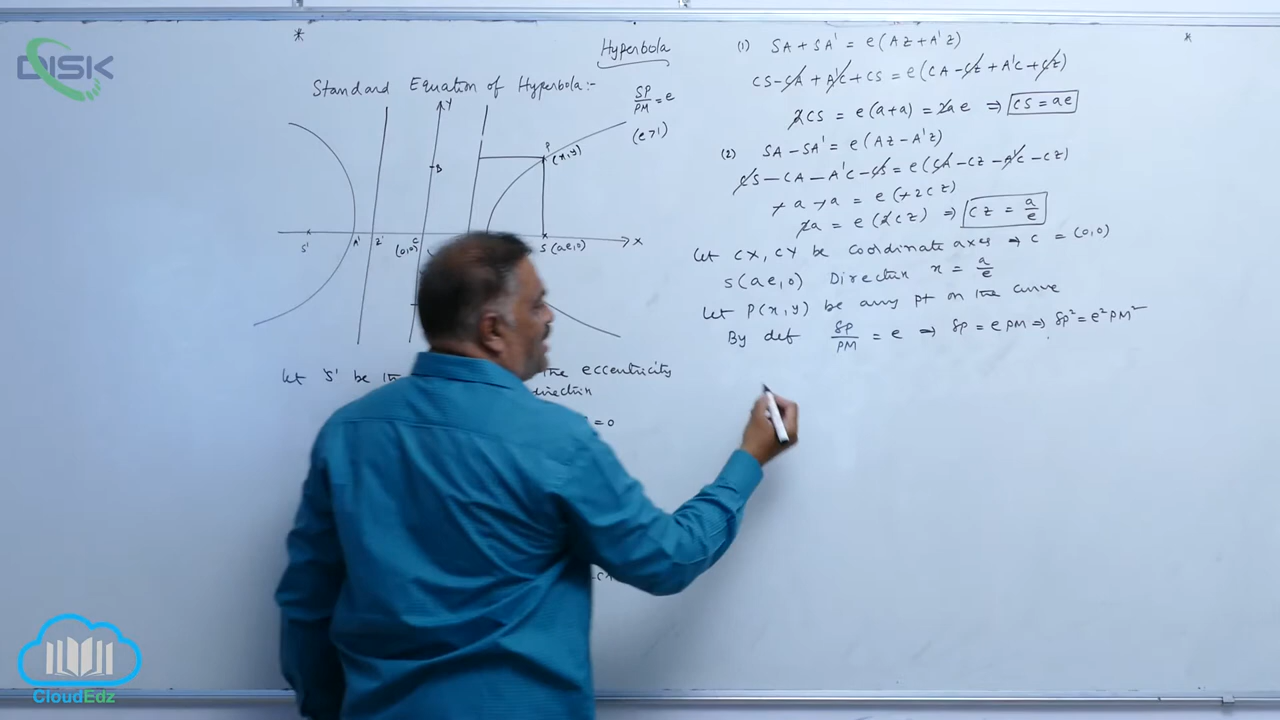 DISK
*
Hyperbola
Standard Equation of Hyperbola:-
SP/PM = e
(e>1)
Y
B
P
(x,y)
S'
A'
Z'
C
(0,0)
S (ae,0)
X
Let 'S' be the
the eccentricity
directrix
= 0
(1) SA + SA' = e(AZ + A'Z)
CS - CA + A'C + CS = e(CA - CZ + A'C + CZ)
2CS = e(a+a) = 2ae ⇒ CS = ae
(2) SA - SA' = e(AZ - A'Z)
CS - CA - A'C - CS = e(CA - CZ - A'C - CZ)
+a +a = e(+2CZ)
2a = e(2CZ) ⇒ CZ = a/e
Let CX, CY be coordinate axes ⇒ C = (0,0)
S(ae,0) Directrix x = a/e
Let P(x,y) be any pt on the curve
By def SP/PM = e ⇒ SP = ePM ⇒ SP² = e²PM²
*
CloudEdz